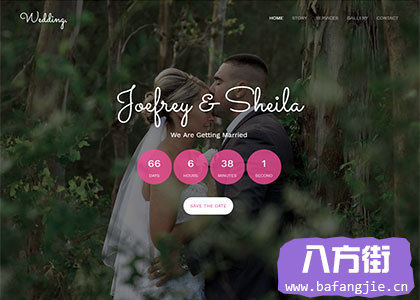 Wedding.
HOME STORY SERVICES GALLERY CONTACT
Joefrey & Sheila
We Are Getting Married
66 6 38 1
DAYS HOURS MINUTES SECOND
SAVE THE DATE
八方街
www.bafangjie.cn